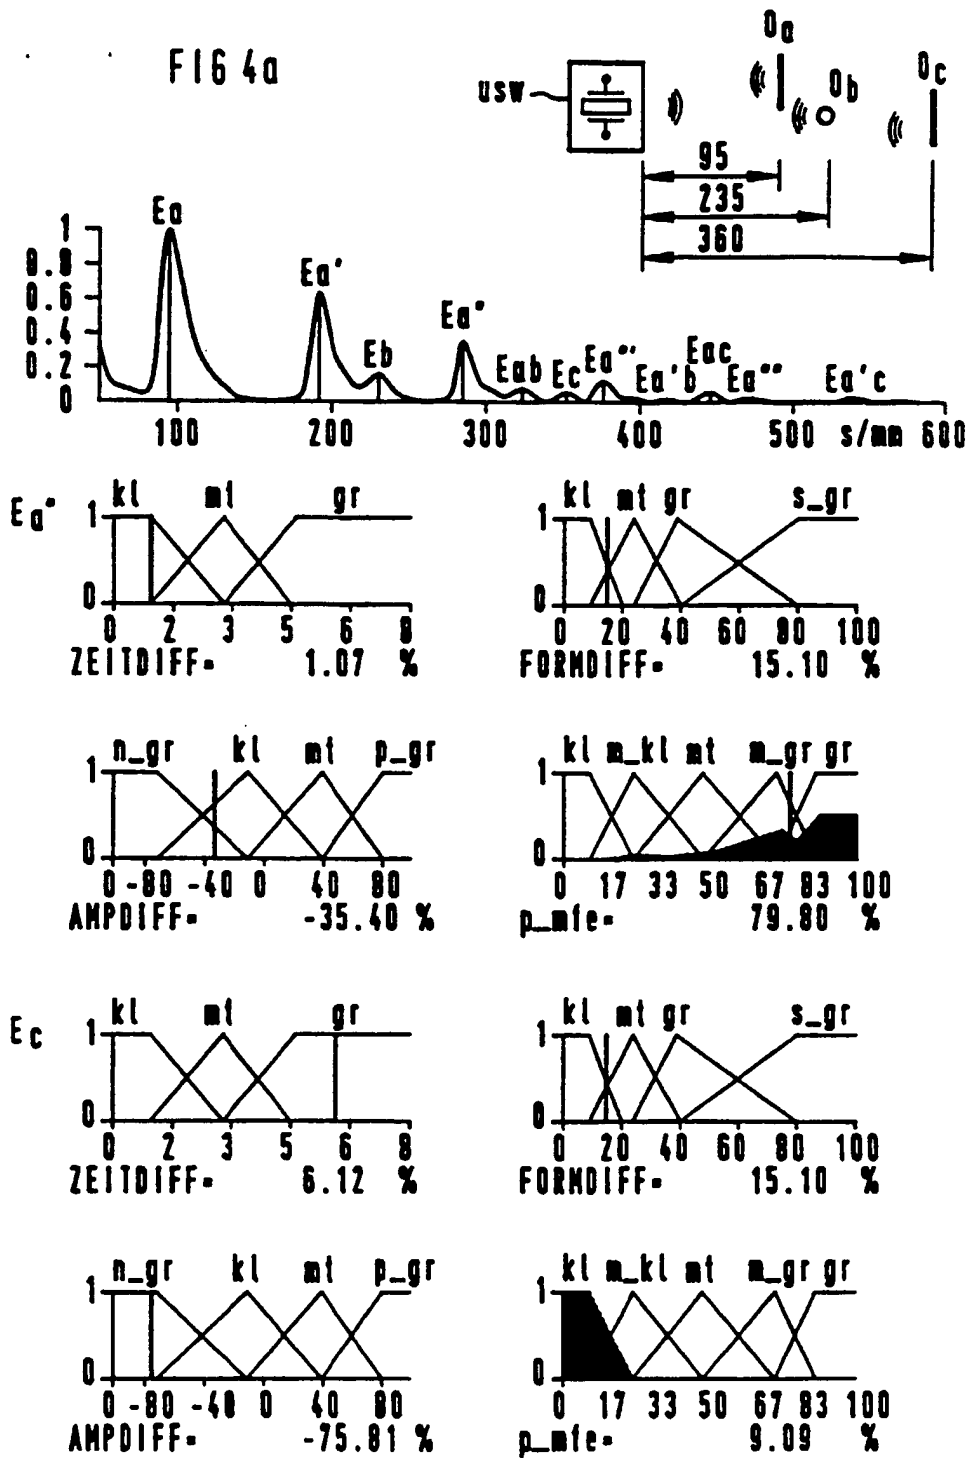 FIG 4a
usw
Oa
Ob
Oc
95
235
360
Ea
Ea'
Eb
Ea"
Eab
Ec
Ea"'
Ea'b
Eac
Ea""
Ea'c
1
0.8
0.6
0.4
0.2
0
100 200 300 400 500 s/mm 600
Ea"
kl mt gr
1
0
0 2 3 5 6 8
ZEITDIFF= 1.07 %
kl mt gr s_gr
1
0
0 20 40 60 80 100
FORMDIFF= 15.10 %
n_gr kl mt p_gr
1
0
0 -80 -40 0 40 80
AMPDIFF= -35.40 %
kl m_kl mt m_gr gr
1
0
0 17 33 50 67 83 100
p_mfe= 79.80 %
Ec
kl mt gr
1
0
0 2 3 5 6 8
ZEITDIFF= 6.12 %
kl mt gr s_gr
1
0
0 20 40 60 80 100
FORMDIFF= 15.10 %
n_gr kl mt p_gr
1
0
0 -80 -40 0 40 80
AMPDIFF= -75.81 %
kl m_kl mt m_gr gr
1
0
0 17 33 50 67 83 100
p_mfe= 9.09 %